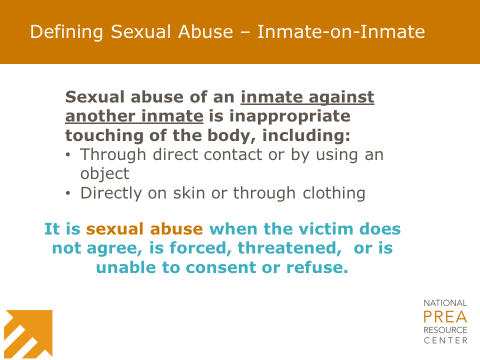 Defining Sexual Abuse – Inmate-on-Inmate
Sexual abuse of an inmate against
another inmate is inappropriate
touching of the body, including:
• Through direct contact or by using an
object
• Directly on skin or through clothing
It is sexual abuse when the victim does
not agree, is forced, threatened,  or is
unable to consent or refuse.
NATIONAL
PREA
RESOURCE
CENTER